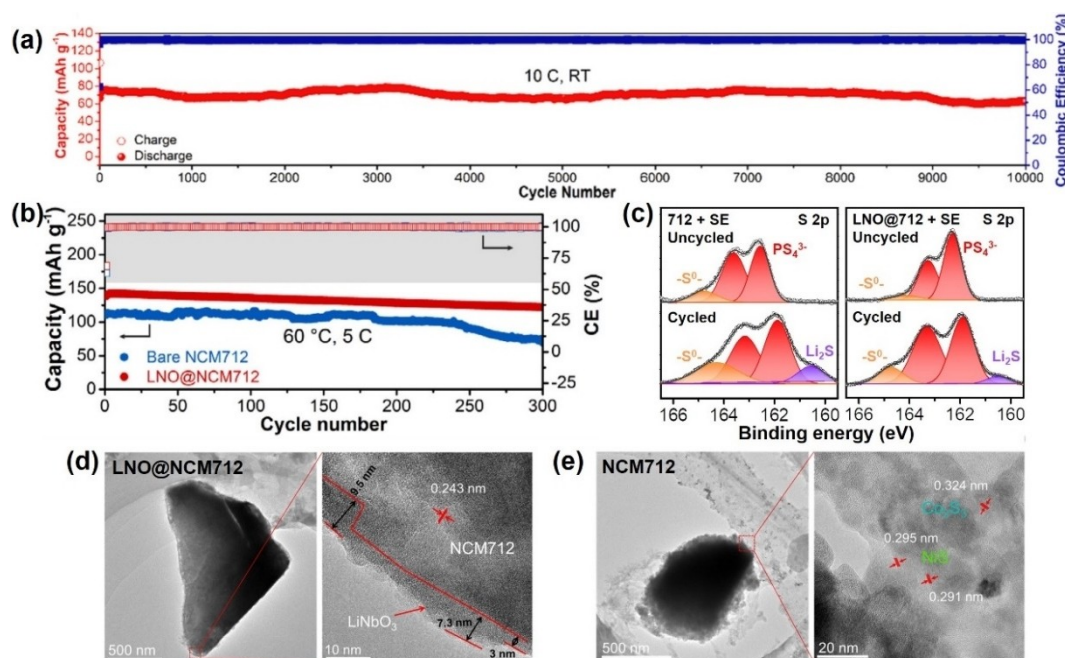 (a)
Capacity (mAh g⁻¹)
140
120
100
80
60
40
20
0
10 C, RT
Charge
Discharge
0 1000 2000 3000 4000 5000 6000 7000 8000 9000 10000
Cycle Number
100
80
60
40
20
0
Coulombic Efficiency (%)
(b)
Capacity (mAh g⁻¹)
250
200
150
100
50
60 °C, 5 C
Bare NCM712
LNO@NCM712
0 50 100 150 200 250 300
Cycle number
100
75
50
25
0
-25
CE (%)
(c)
712 + SE S 2p
Uncycled
PS₄³⁻
-S⁰-
Cycled
-S⁰-
Li₂S
LNO@712 + SE S 2p
Uncycled
PS₄³⁻
-S⁰-
Cycled
-S⁰-
Li₂S
166 164 162 160 166 164 162 160
Binding energy (eV)
(d)
LNO@NCM712
500 nm
9.5 nm
0.243 nm
NCM712
LiNbO₃
7.3 nm
3 nm
10 nm
(e)
NCM712
500 nm
0.324 nm
0.295 nm
0.291 nm
20 nm